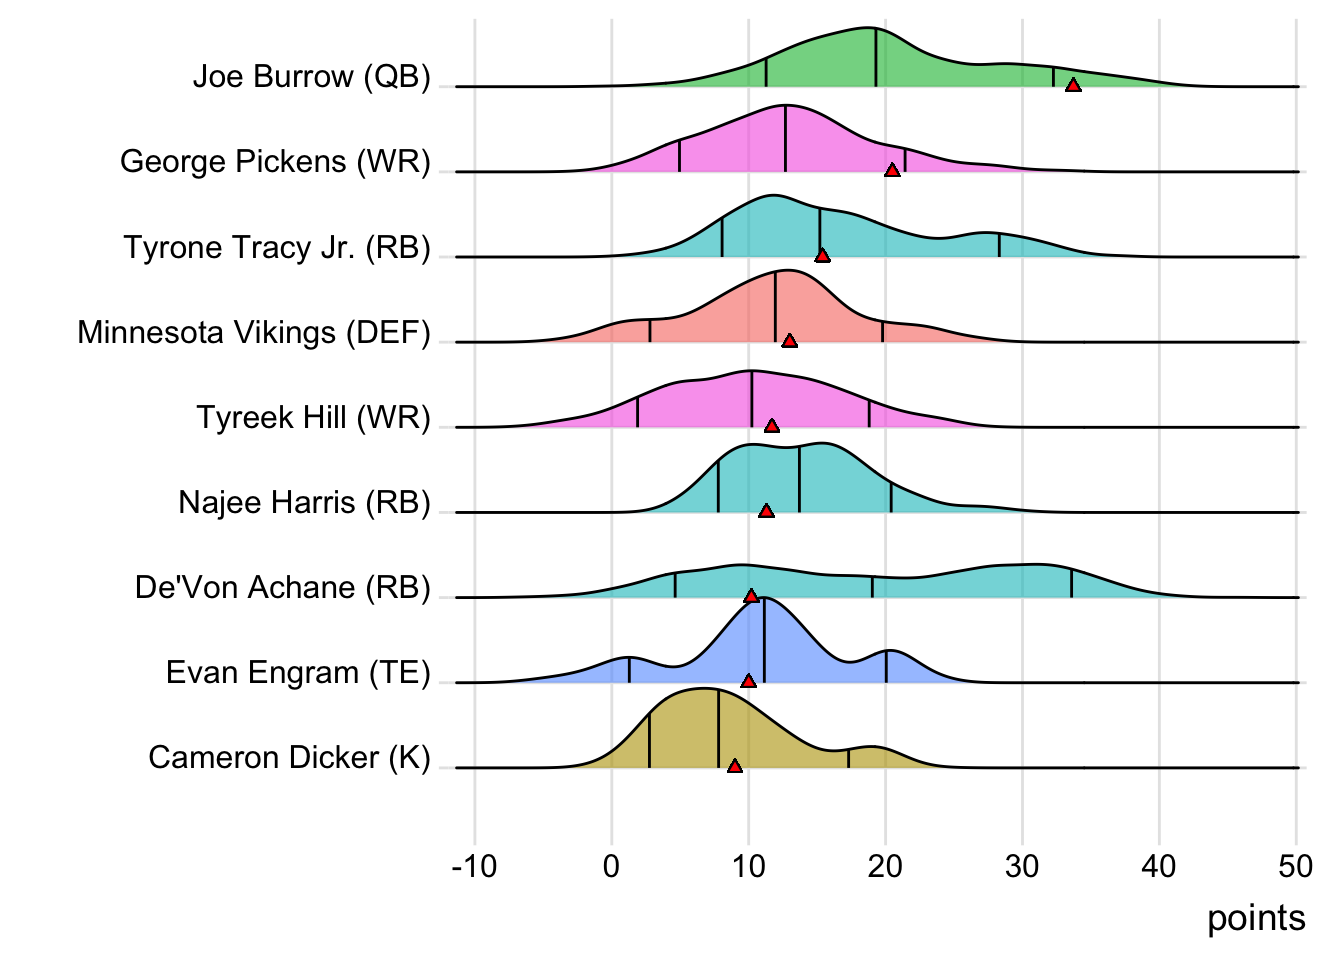 Joe Burrow (QB)
George Pickens (WR)
Tyrone Tracy Jr. (RB)
Minnesota Vikings (DEF)
Tyreek Hill (WR)
Najee Harris (RB)
De'Von Achane (RB)
Evan Engram (TE)
Cameron Dicker (K)
-10 0 10 20 30 40 50
points